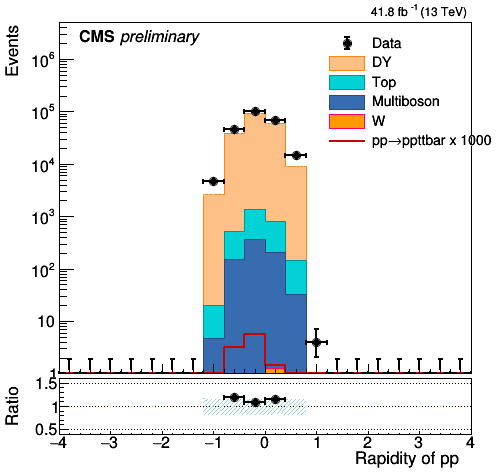 41.8 fb⁻¹ (13 TeV)
CMS preliminary
Events
Data
DY
Top
Multiboson
W
pp→ppttbar x 1000
10⁶
10⁵
10⁴
10³
10²
10
1
Ratio
1.5
1
0.5
−4 −3 −2 −1 0 1 2 3 4
Rapidity of pp